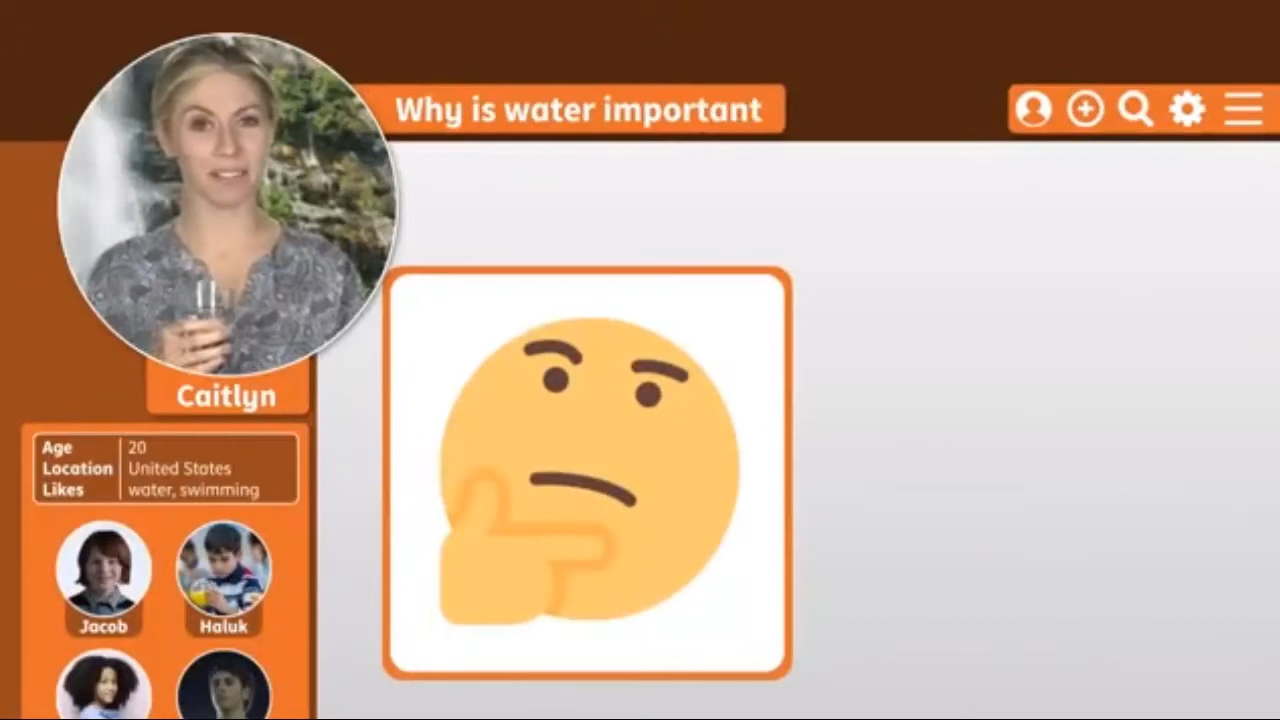 Why is water important
Caitlyn
Age 20
Location United States
Likes water, swimming
Jacob
Haluk